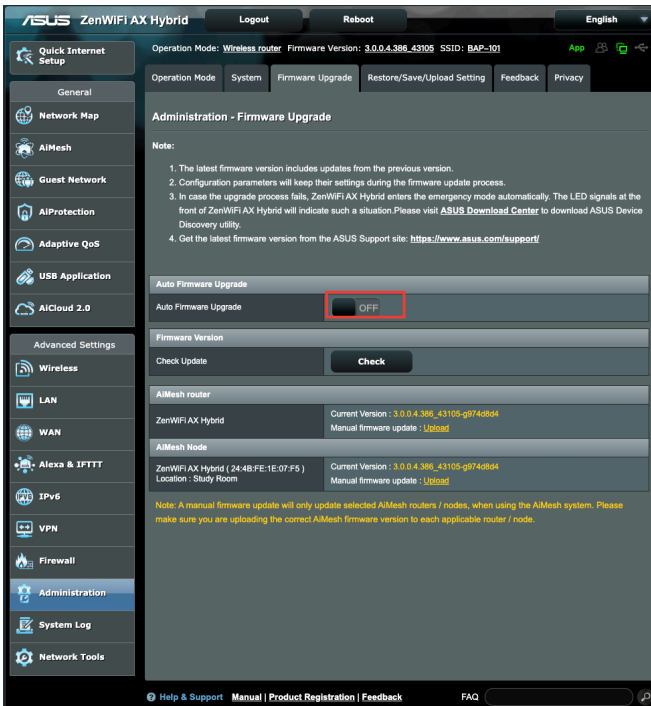 ASUS ZenWiFi AX Hybrid Logout Reboot English
Quick Internet
Setup
Operation Mode: Wireless router Firmware Version: 3.0.0.4.386_43105 SSID: BAP-101 App
Operation Mode System Firmware Upgrade Restore/Save/Upload Setting Feedback Privacy
General
Network Map
AiMesh
Guest Network
AiProtection
Adaptive QoS
USB Application
AiCloud 2.0
Advanced Settings
Wireless
LAN
WAN
Alexa & IFTTT
IPv6
VPN
Firewall
Administration
System Log
Network Tools
Administration - Firmware Upgrade
Note:
1. The latest firmware version includes updates from the previous version.
2. Configuration parameters will keep their settings during the firmware update process.
3. In case the upgrade process fails, ZenWiFi AX Hybrid enters the emergency mode automatically. The LED signals at the
front of ZenWiFi AX Hybrid will indicate such a situation.Please visit ASUS Download Center to download ASUS Device
Discovery utility.
4. Get the latest firmware version from the ASUS Support site: https://www.asus.com/support/
Auto Firmware Upgrade
Auto Firmware Upgrade OFF
Firmware Version
Check Update Check
AiMesh router
ZenWiFi AX Hybrid
Current Version : 3.0.0.4.386_43105-g974d8d4
Manual firmware update : Upload
AiMesh Node
ZenWiFi AX Hybrid ( 24:4B:FE:1E:07:F5 )
Location : Study Room
Current Version : 3.0.0.4.386_43105-g974d8d4
Manual firmware update : Upload
Note: A manual firmware update will only update selected AiMesh routers / nodes, when using the AiMesh system. Please
make sure you are uploading the correct AiMesh firmware version to each applicable router / node.
Help & Support Manual | Product Registration | Feedback FAQ